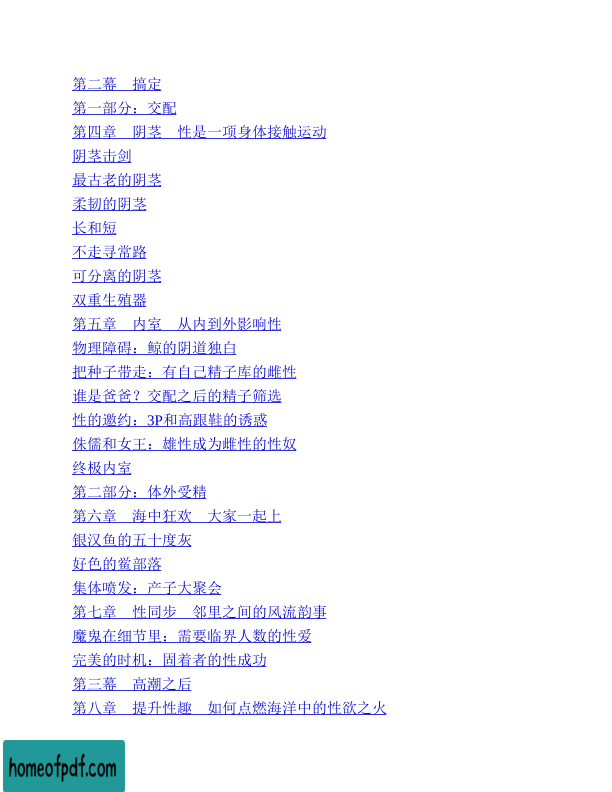 第二幕　搞定
第一部分：交配
第四章　阴茎　性是一项身体接触运动
阴茎击剑
最古老的阴茎
柔韧的阴茎
长和短
不走寻常路
可分离的阴茎
双重生殖器
第五章　内室　从内到外影响性
物理障碍：鲸的阴道独白
把种子带走：有自己精子库的雌性
谁是爸爸？交配之后的精子筛选
性的邀约：3P和高跟鞋的诱惑
侏儒和女王：雄性成为雌性的性奴
终极内室
第二部分：体外受精
第六章　海中狂欢　大家一起上
银汉鱼的五十度灰
好色的鲎部落
集体喷发：产子大聚会
第七章　性同步　邻里之间的风流韵事
魔鬼在细节里：需要临界人数的性爱
完美的时机：固着者的性成功
第三幕　高潮之后
第八章　提升性趣　如何点燃海洋中的性欲之火
homeofpdf.com